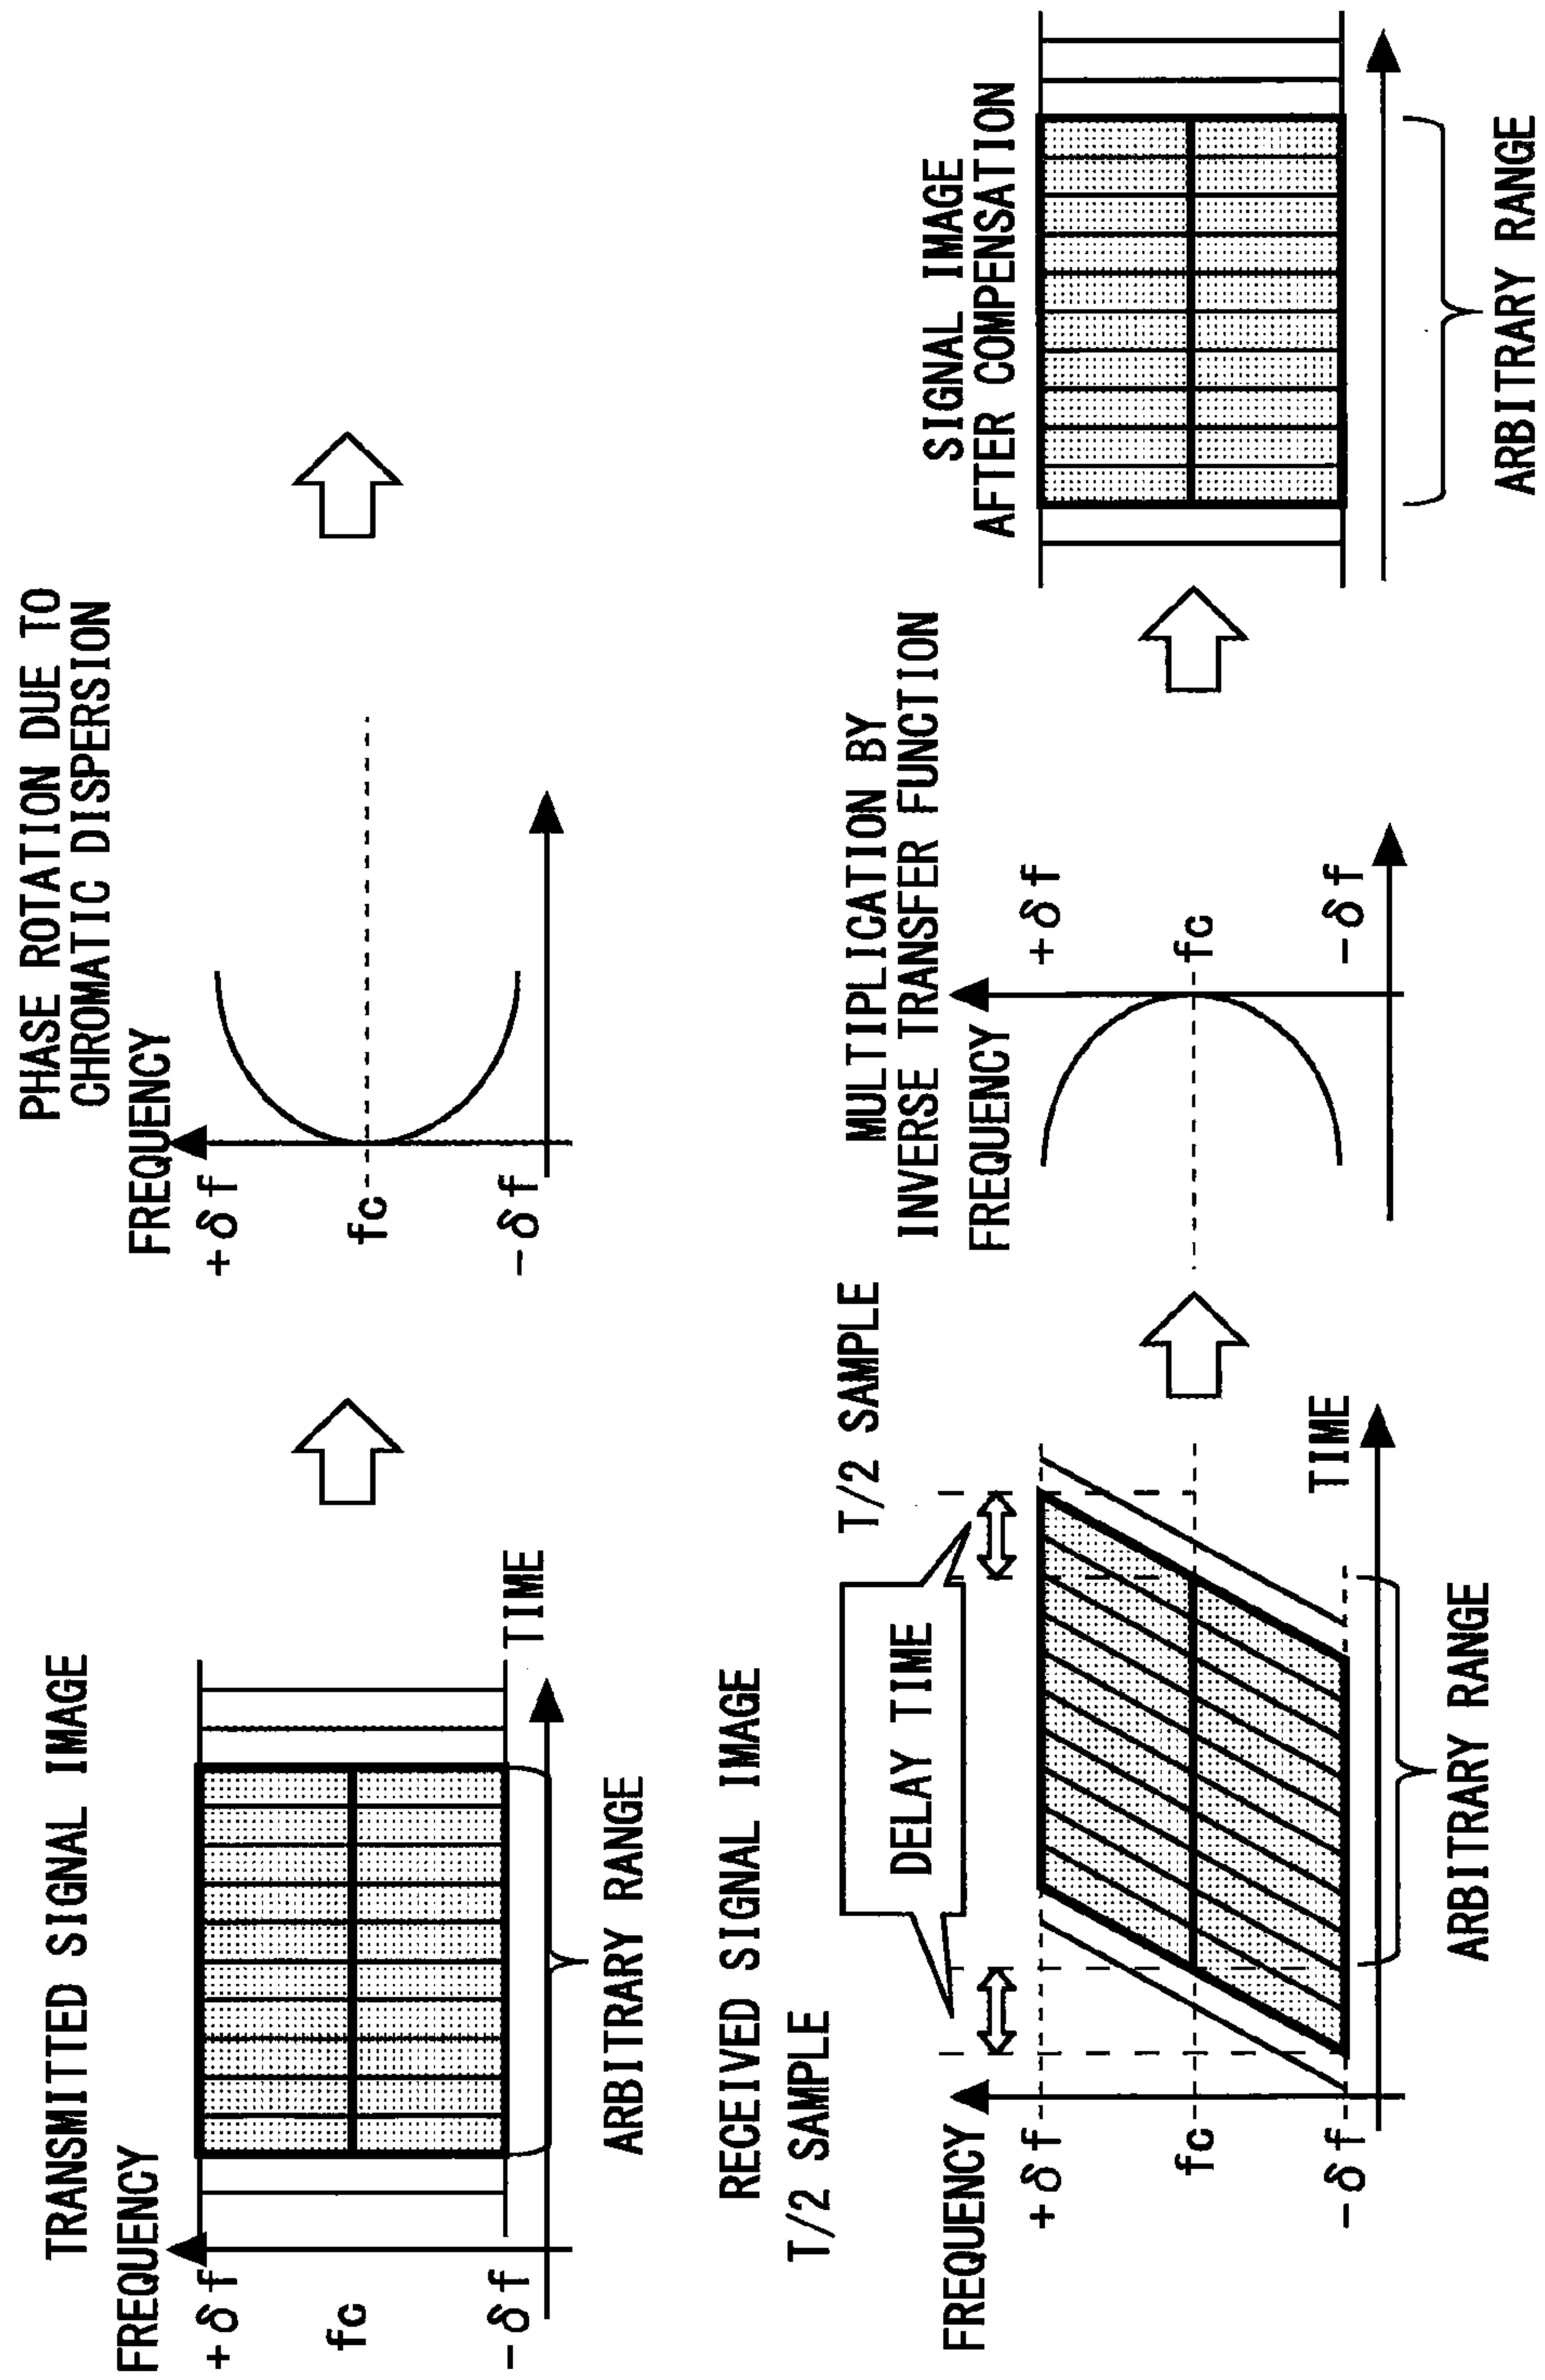 TRANSMITTED SIGNAL IMAGE
FREQUENCY
+δf
fc
-δf
TIME
ARBITRARY RANGE
PHASE ROTATION DUE TO
CHROMATIC DISPERSION
FREQUENCY
+δf
fc
-δf
RECEIVED SIGNAL IMAGE
T/2 SAMPLE
DELAY TIME
T/2 SAMPLE
FREQUENCY
+δf
fc
-δf
TIME
ARBITRARY RANGE
MULTIPLICATION BY
INVERSE TRANSFER FUNCTION
FREQUENCY
+δf
fc
-δf
SIGNAL IMAGE
AFTER COMPENSATION
ARBITRARY RANGE